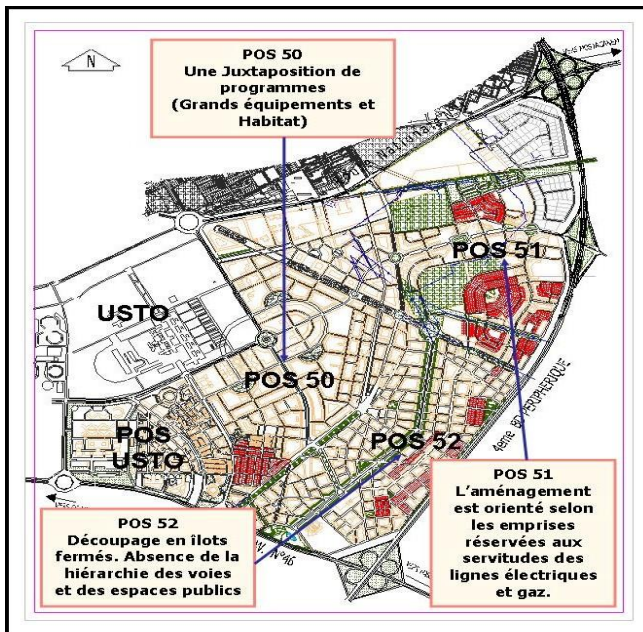 POS 50
Une Juxtaposition de
programmes
(Grands équipements et
Habitat)
N
POS 51
USTO
POS 50
POS
USTO
POS 52
4eme BD PERIPHERIQUE
POS 52
Découpage en îlots
fermés. Absence de la
hiérarchie des voies
et des espaces publics
N°46
POS 51
L’aménagement
est orienté selon
les emprises
réservées aux
servitudes des
lignes électriques
et gaz.